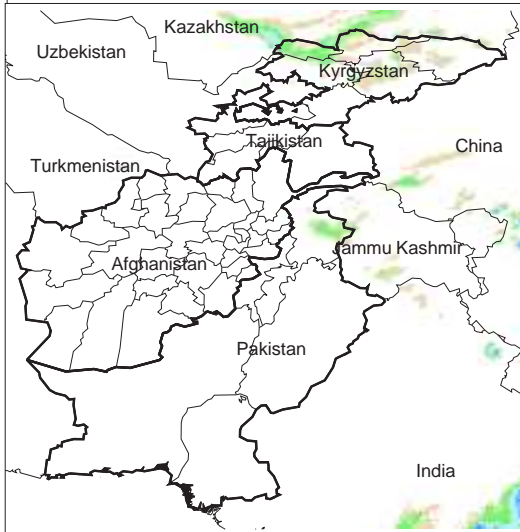 Kazakhstan
Uzbekistan
Kyrgyzstan
Tajikistan
China
Turkmenistan
Jammu Kashmir
Afghanistan
Pakistan
India